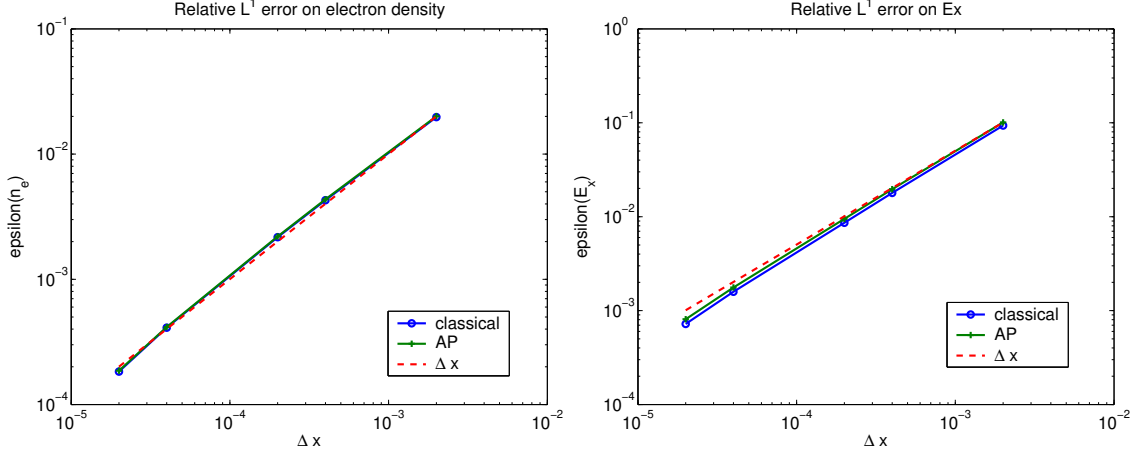 Relative L¹ error on electron density
10⁻¹
10⁻²
10⁻³
10⁻⁴
epsilon(nₑ)
classical
AP
Δ x
10⁻⁵
10⁻⁴
10⁻³
10⁻²
Δ x
Relative L¹ error on Ex
10⁰
10⁻¹
10⁻²
10⁻³
10⁻⁴
epsilon(Eₓ)
classical
AP
Δ x
10⁻⁵
10⁻⁴
10⁻³
10⁻²
Δ x